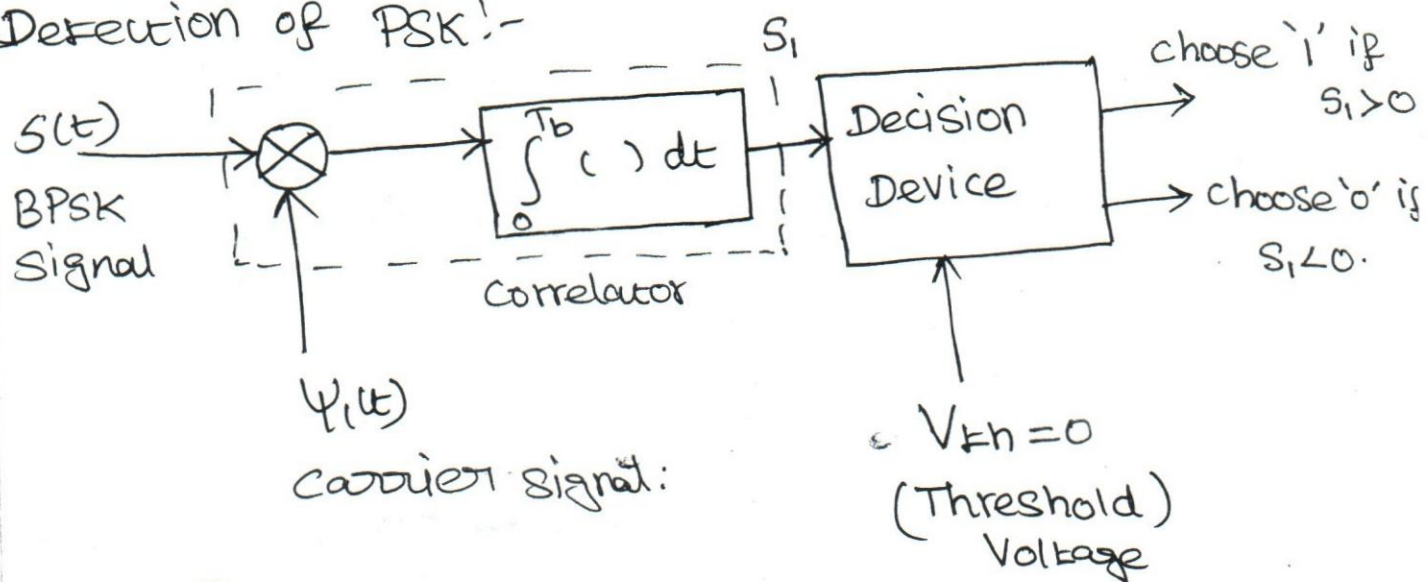 Detection of PSK:-
S(t)
BPSK
Signal
∫₀^Tb ( ) dt
S₁
Correlator
Ψ₁(t)
carrier signal:
Decision
Device
Vth = 0
(Threshold)
Voltage
choose '1' if
S₁>0
choose '0' if
S₁<0.